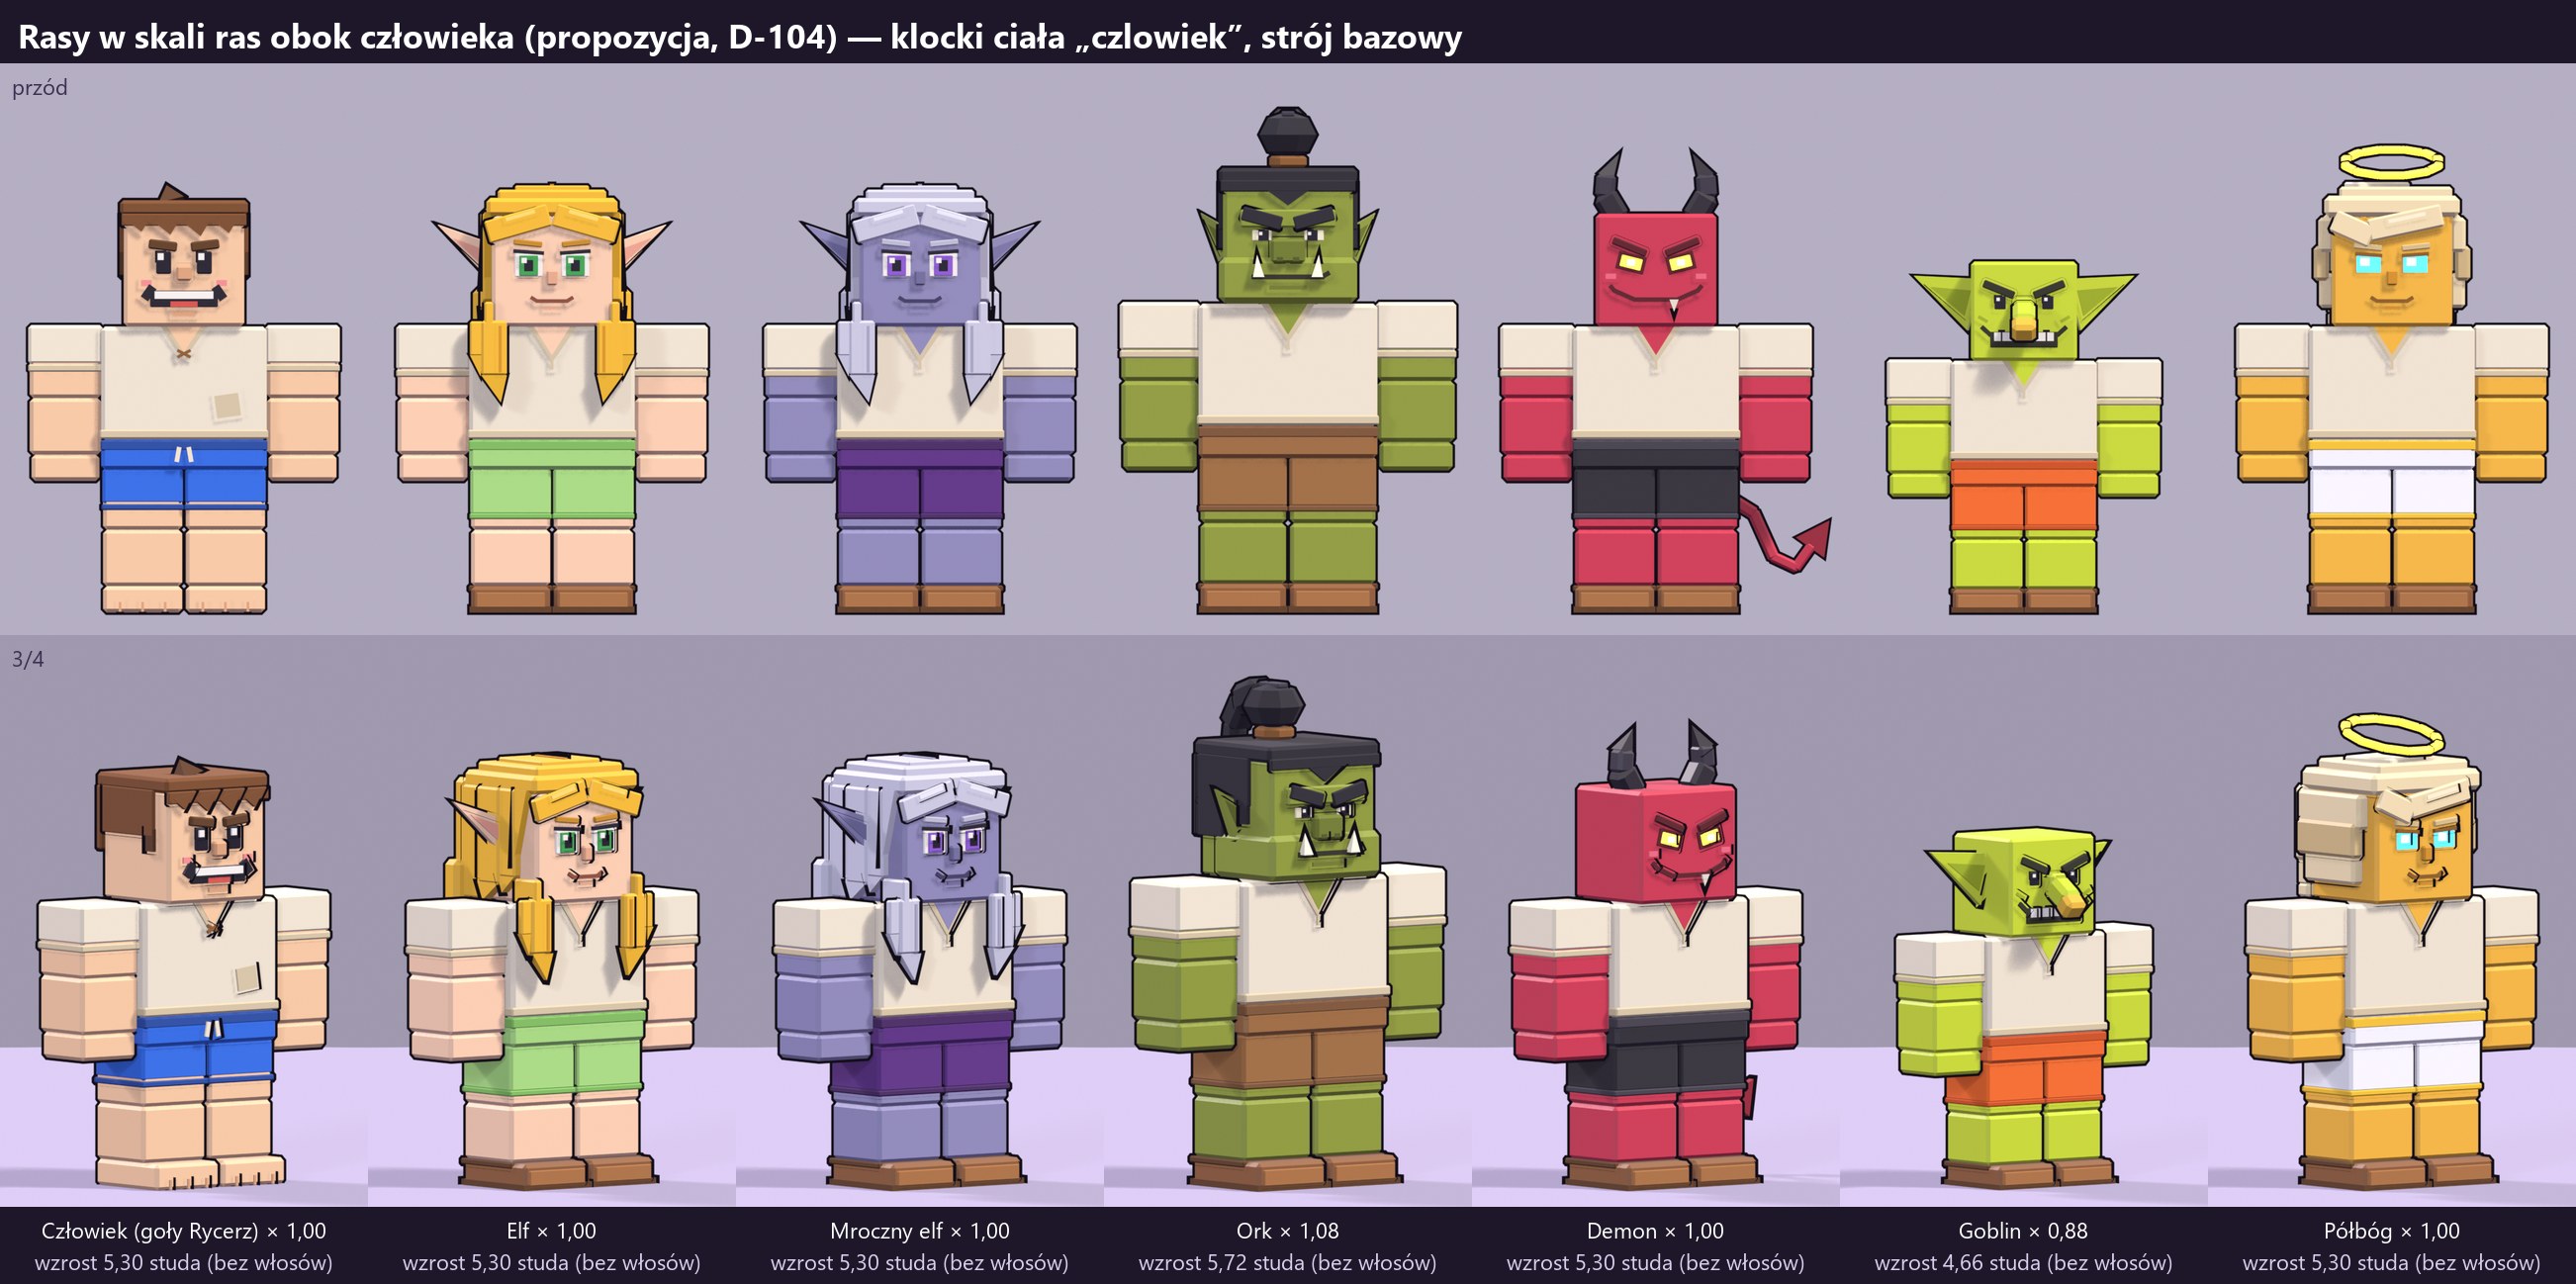 Rasy w skali ras obok człowieka (propozycja, D-104) — klocki ciała „czlowiek”, strój bazowy
przód
3/4
Człowiek (goły Rycerz) × 1,00
wzrost 5,30 studa (bez włosów)
Elf × 1,00
wzrost 5,30 studa (bez włosów)
Mroczny elf × 1,00
wzrost 5,30 studa (bez włosów)
Ork × 1,08
wzrost 5,72 studa (bez włosów)
Demon × 1,00
wzrost 5,30 studa (bez włosów)
Goblin × 0,88
wzrost 4,66 studa (bez włosów)
Półbóg × 1,00
wzrost 5,30 studa (bez włosów)